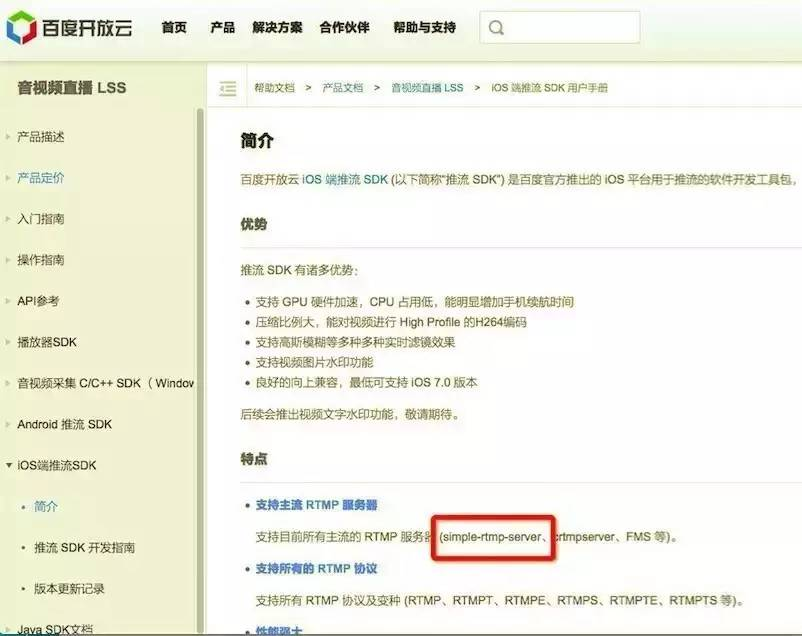 百度开放云 首页 产品 解决方案 合作伙伴 帮助与支持
音视频直播 LSS
帮助文档 > 产品文档 > 音视频直播 LSS > iOS 端推流 SDK 用户手册
产品描述
产品定价
入门指南
操作指南
API参考
播放器SDK
音视频采集 C/C++ SDK（ Window
Android 推流 SDK
iOS端推流SDK
简介
推流 SDK 开发指南
版本更新记录
Java SDK文档
简介
百度开放云 iOS 端推流 SDK (以下简称“推流 SDK”) 是百度官方推出的 iOS 平台用于推流的软件开发工具包，
优势
推流 SDK 有诸多优势：
支持 GPU 硬件加速，CPU 占用低，能明显增加手机续航时间
压缩比例大，能对视频进行 High Profile 的H264编码
支持高斯模糊等多种多种实时滤镜效果
支持视频图片水印功能
良好的向上兼容，最低可支持 iOS 7.0 版本
后续会推出视频文字水印功能，敬请期待。
特点
支持主流 RTMP 服务器
支持目前所有主流的 RTMP 服务器 (simple-rtmp-server、crtmpserver、FMS 等)。
支持所有的 RTMP 协议
支持所有 RTMP 协议及变种 (RTMP、RTMPT、RTMPE、RTMPS、RTMPTE、RTMPTS 等)。
性能强大